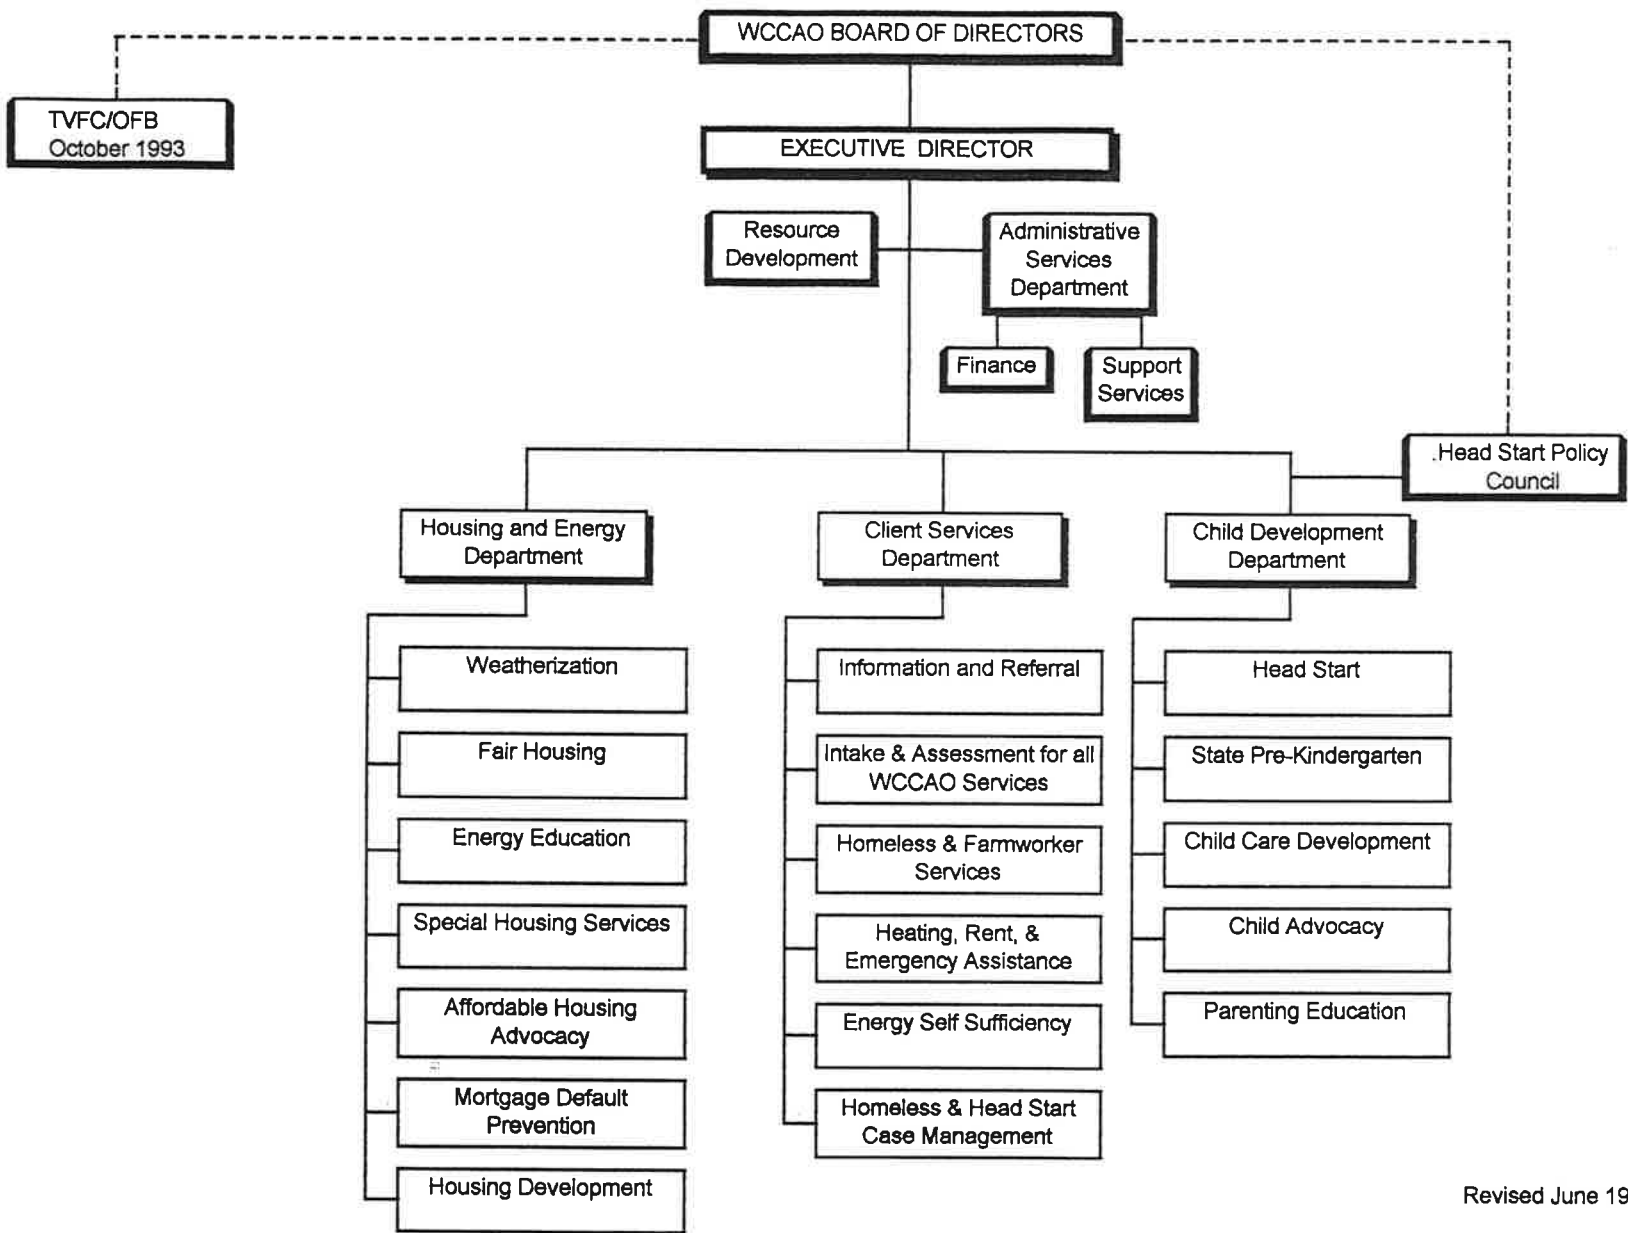 WCCAO BOARD OF DIRECTORS
TVFC/OFB
October 1993
EXECUTIVE DIRECTOR
Resource
Development
Administrative
Services
Department
Finance
Support
Services
.Head Start Policy
Council
Housing and Energy
Department
Weatherization
Fair Housing
Energy Education
Special Housing Services
Affordable Housing
Advocacy
Mortgage Default
Prevention
Housing Development
Client Services
Department
Information and Referral
Intake & Assessment for all
WCCAO Services
Homeless & Farmworker
Services
Heating, Rent, &
Emergency Assistance
Energy Self Sufficiency
Homeless & Head Start
Case Management
Child Development
Department
Head Start
State Pre-Kindergarten
Child Care Development
Child Advocacy
Parenting Education
Revised June 19